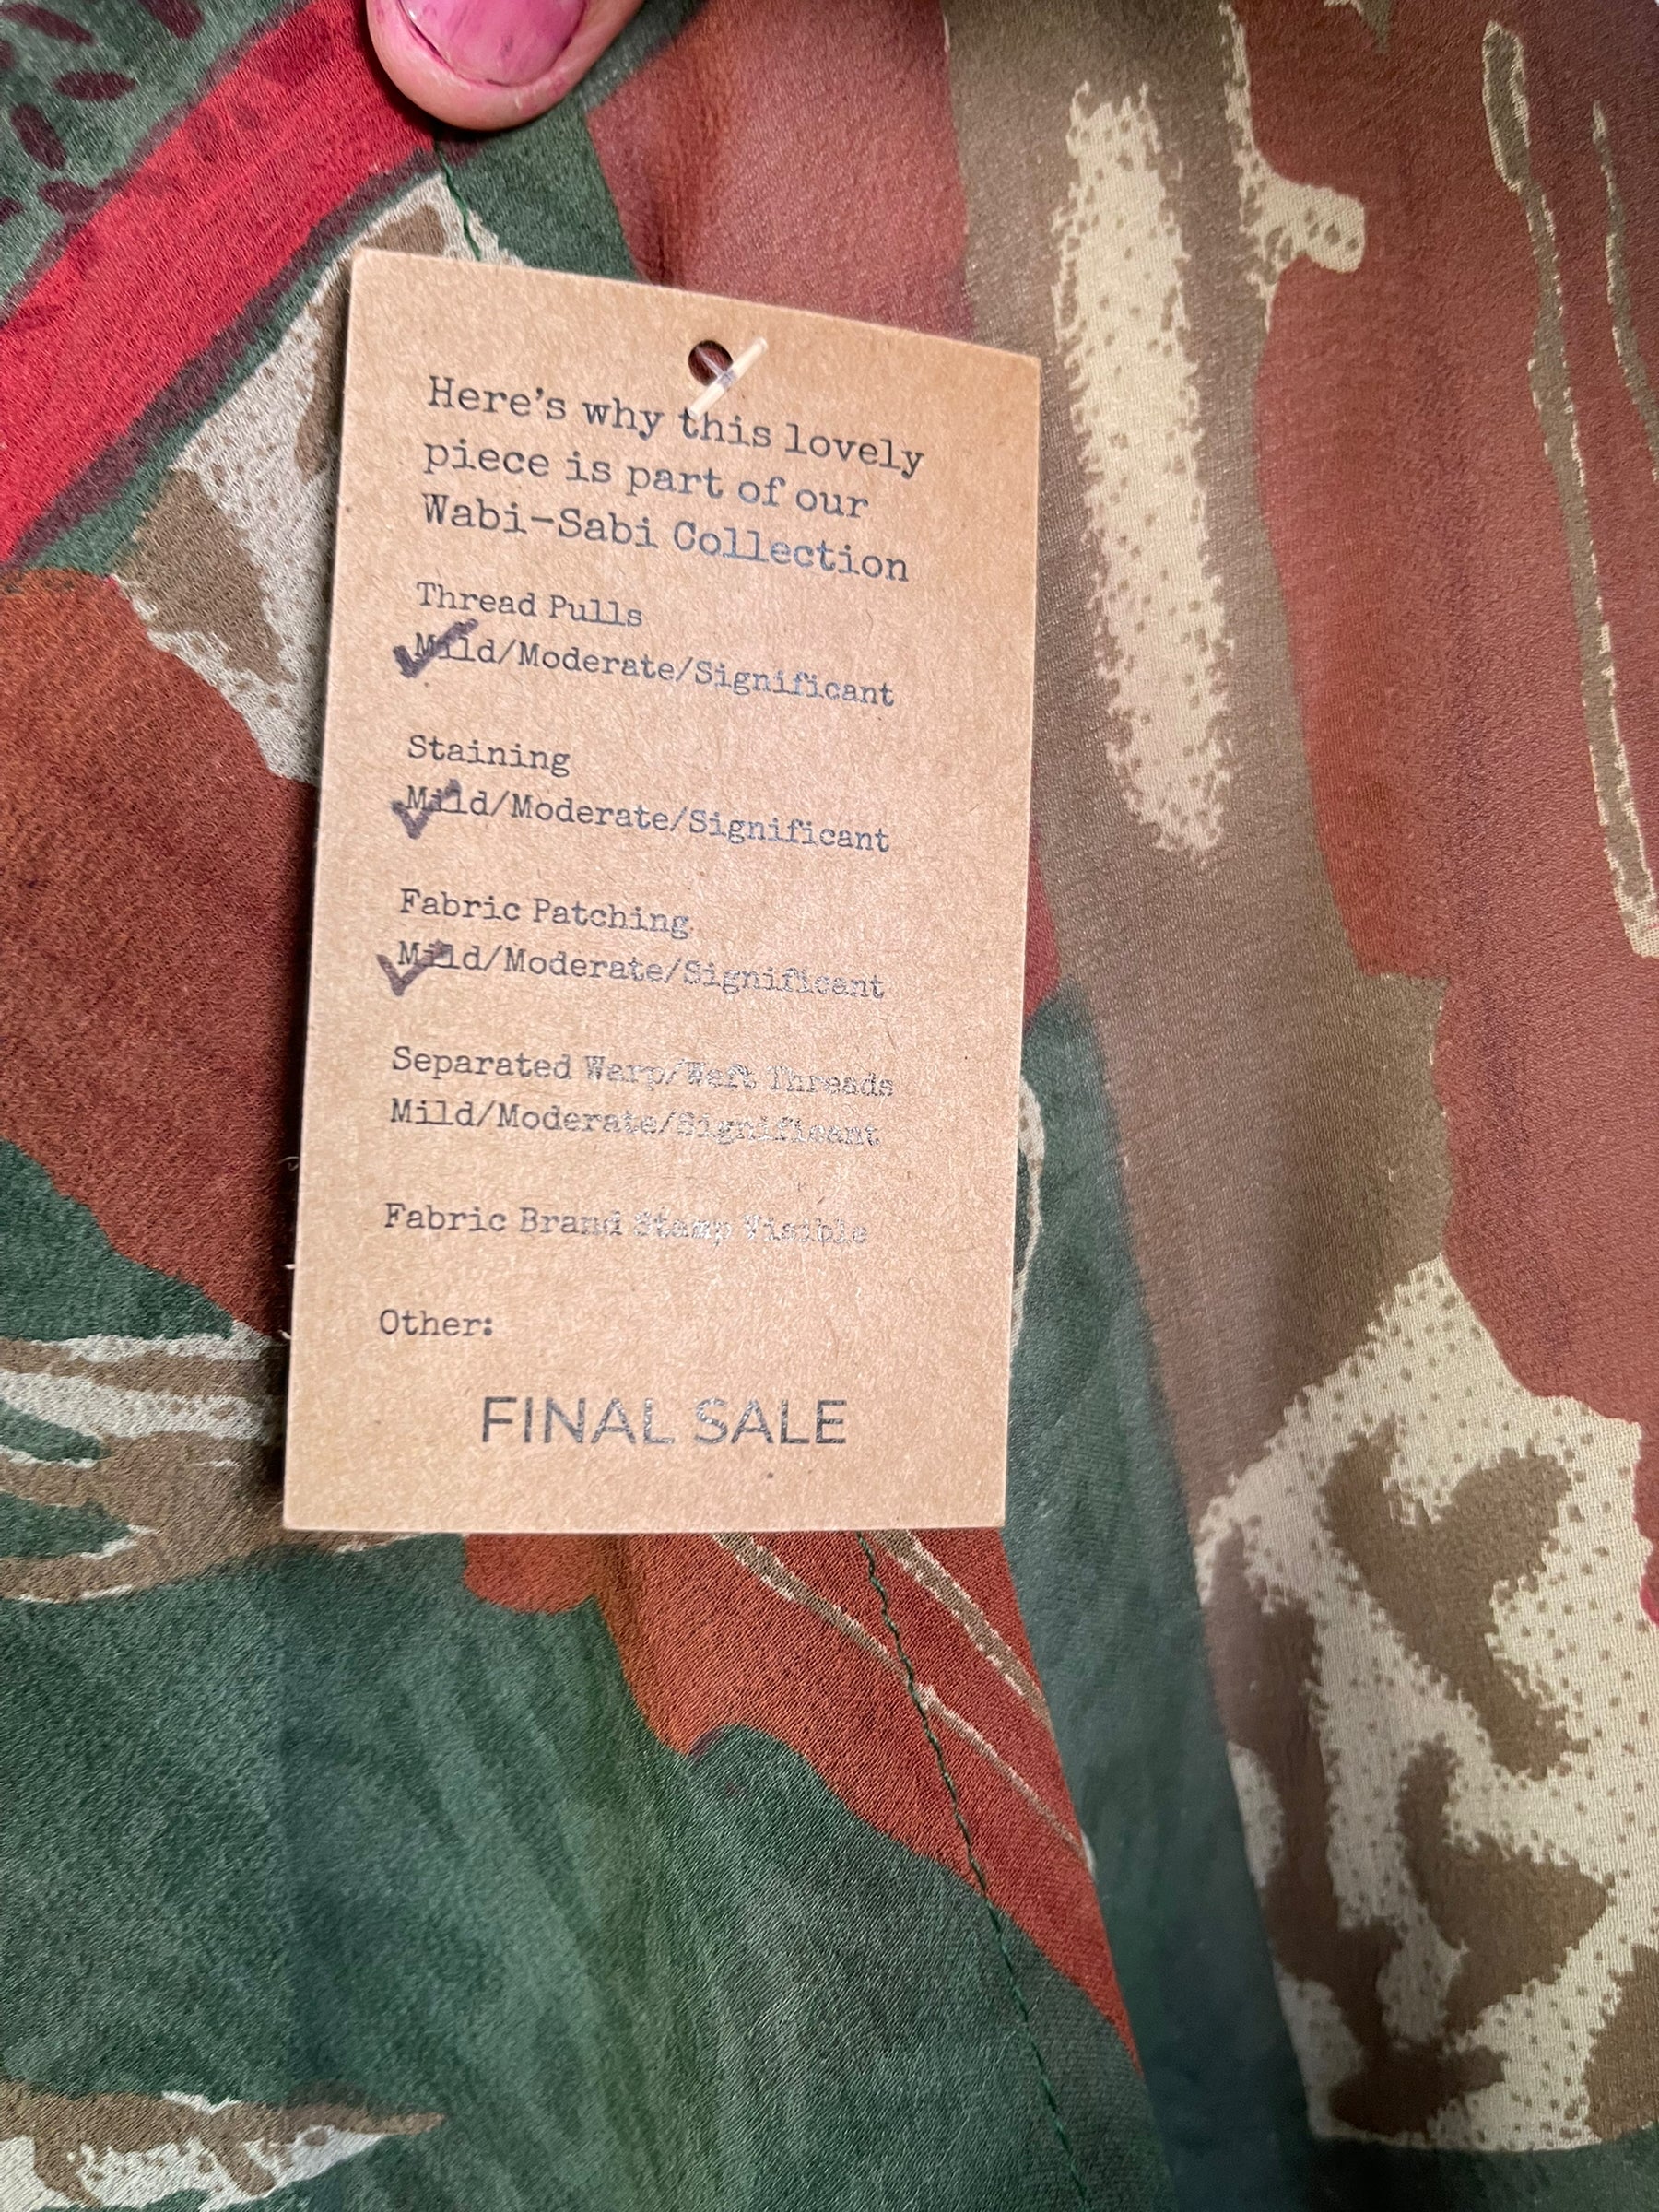 Here's why this lovely
piece is part of our
Wabi-Sabi Collection
Thread Pulls
Mild/Moderate/Significant
Staining
Mild/Moderate/Significant
Fabric Patching
Mild/Moderate/Significant
Separated Warp/Weft Threads
Mild/Moderate/Significant
Fabric Brand Stamp Visible
Other:
FINAL SALE